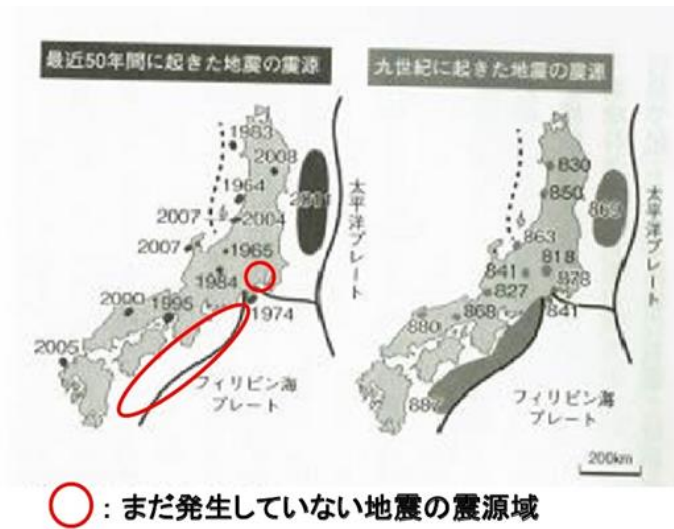 最近50年間に起きた地震の震源
1983
2008
1964
2011
2007
2004
2007
1965
1984
2000
1995
1974
2005
太平洋プレート
フィリピン海
プレート
九世紀に起きた地震の震源
830
850
869
863
818
841
878
827
841
880
868
887
太平洋プレート
フィリピン海
プレート
200km
：まだ発生していない地震の震源域